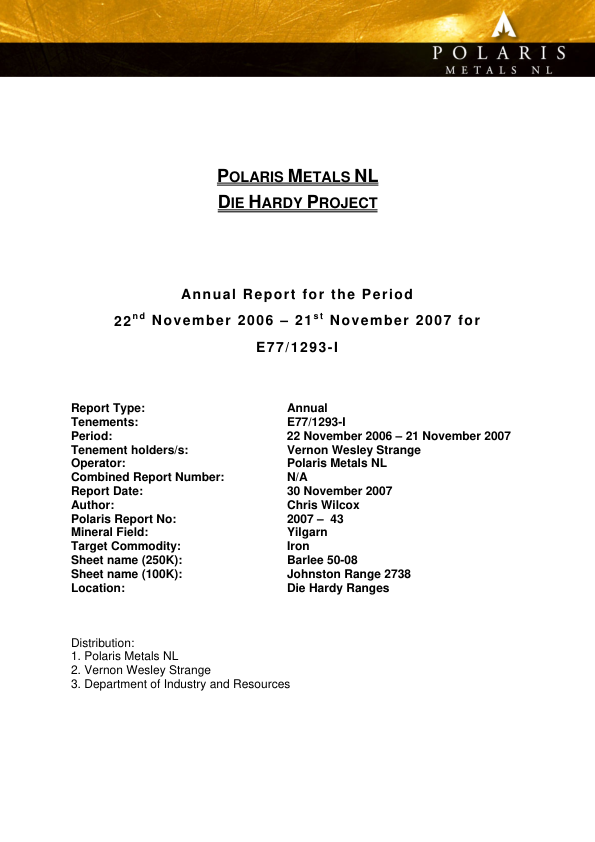 POLARIS
METALS NL
POLARIS METALS NL
DIE HARDY PROJECT
Annual Report for the Period
22nd November 2006 – 21st November 2007 for
E77/1293-I
Report Type: Annual
Tenements: E77/1293-I
Period: 22 November 2006 – 21 November 2007
Tenement holders/s: Vernon Wesley Strange
Operator: Polaris Metals NL
Combined Report Number: N/A
Report Date: 30 November 2007
Author: Chris Wilcox
Polaris Report No: 2007 – 43
Mineral Field: Yilgarn
Target Commodity: Iron
Sheet name (250K): Barlee 50-08
Sheet name (100K): Johnston Range 2738
Location: Die Hardy Ranges
Distribution:
1. Polaris Metals NL
2. Vernon Wesley Strange
3. Department of Industry and Resources